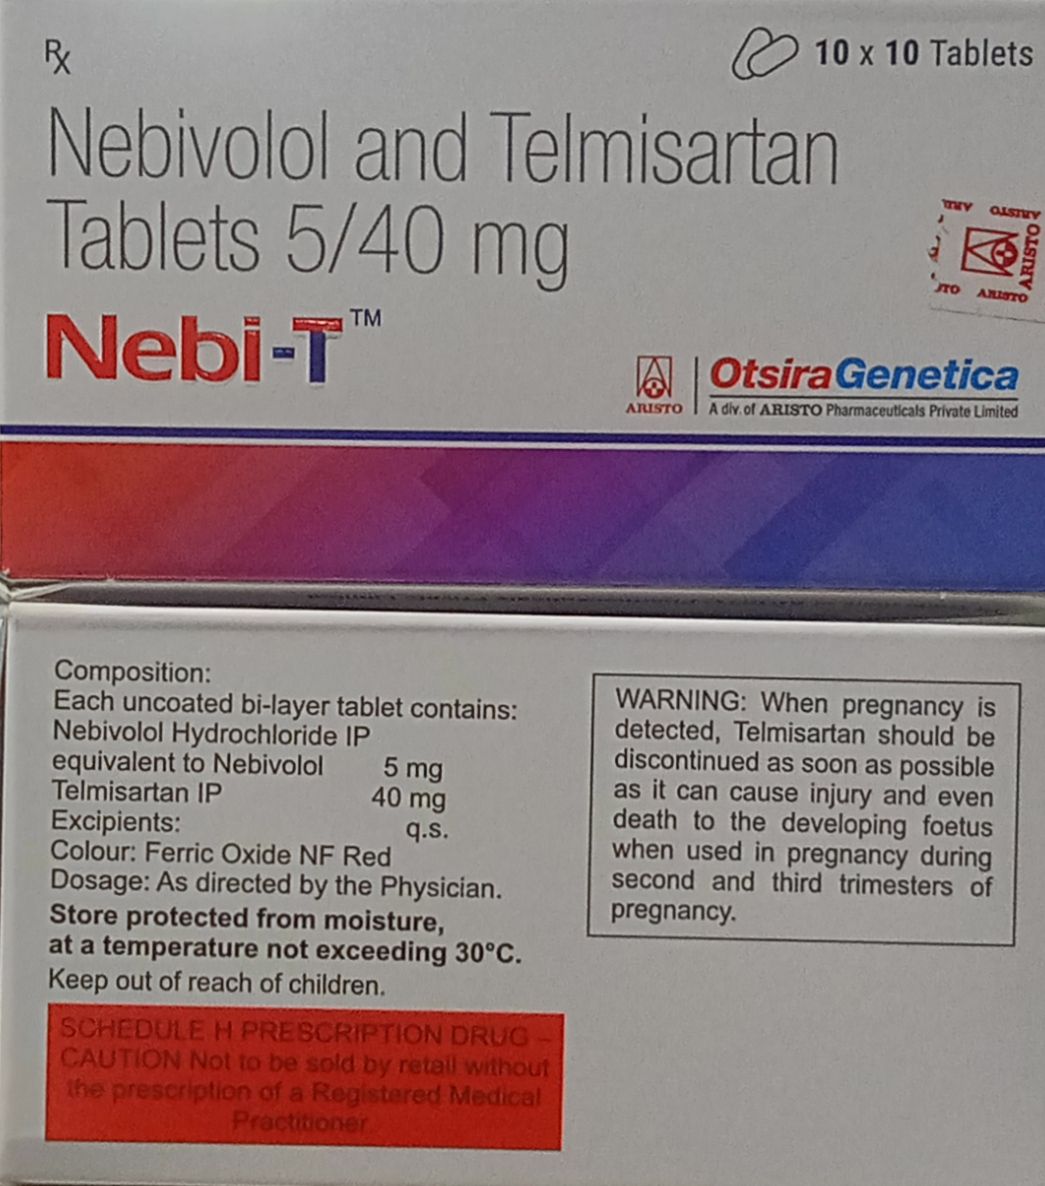 Rx
10 x 10 Tablets
Nebivolol and Telmisartan
Tablets 5/40 mg
Nebi-T™
ARISTO
ARISTO
ARISTO
ARISTO
OtsiraGenetica
A div. of ARISTO Pharmaceuticals Private Limited
Composition:
Each uncoated bi-layer tablet contains:
Nebivolol Hydrochloride IP
equivalent to Nebivolol 5 mg
Telmisartan IP 40 mg
Excipients: q.s.
Colour: Ferric Oxide NF Red
Dosage: As directed by the Physician.
Store protected from moisture,
at a temperature not exceeding 30°C.
Keep out of reach of children.
SCHEDULE H PRESCRIPTION DRUG –
CAUTION Not to be sold by retail without
the prescription of a Registered Medical
Practitioner
WARNING: When pregnancy is
detected, Telmisartan should be
discontinued as soon as possible
as it can cause injury and even
death to the developing foetus
when used in pregnancy during
second and third trimesters of
pregnancy.